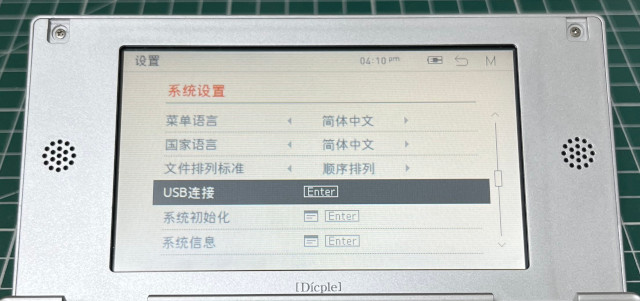 设置 04:10 pm M
系统设置
菜单语言 简体中文
国家语言 简体中文
文件排列标准 顺序排列
USB连接 Enter
系统初始化 Enter
系统信息 Enter
[Dícple]